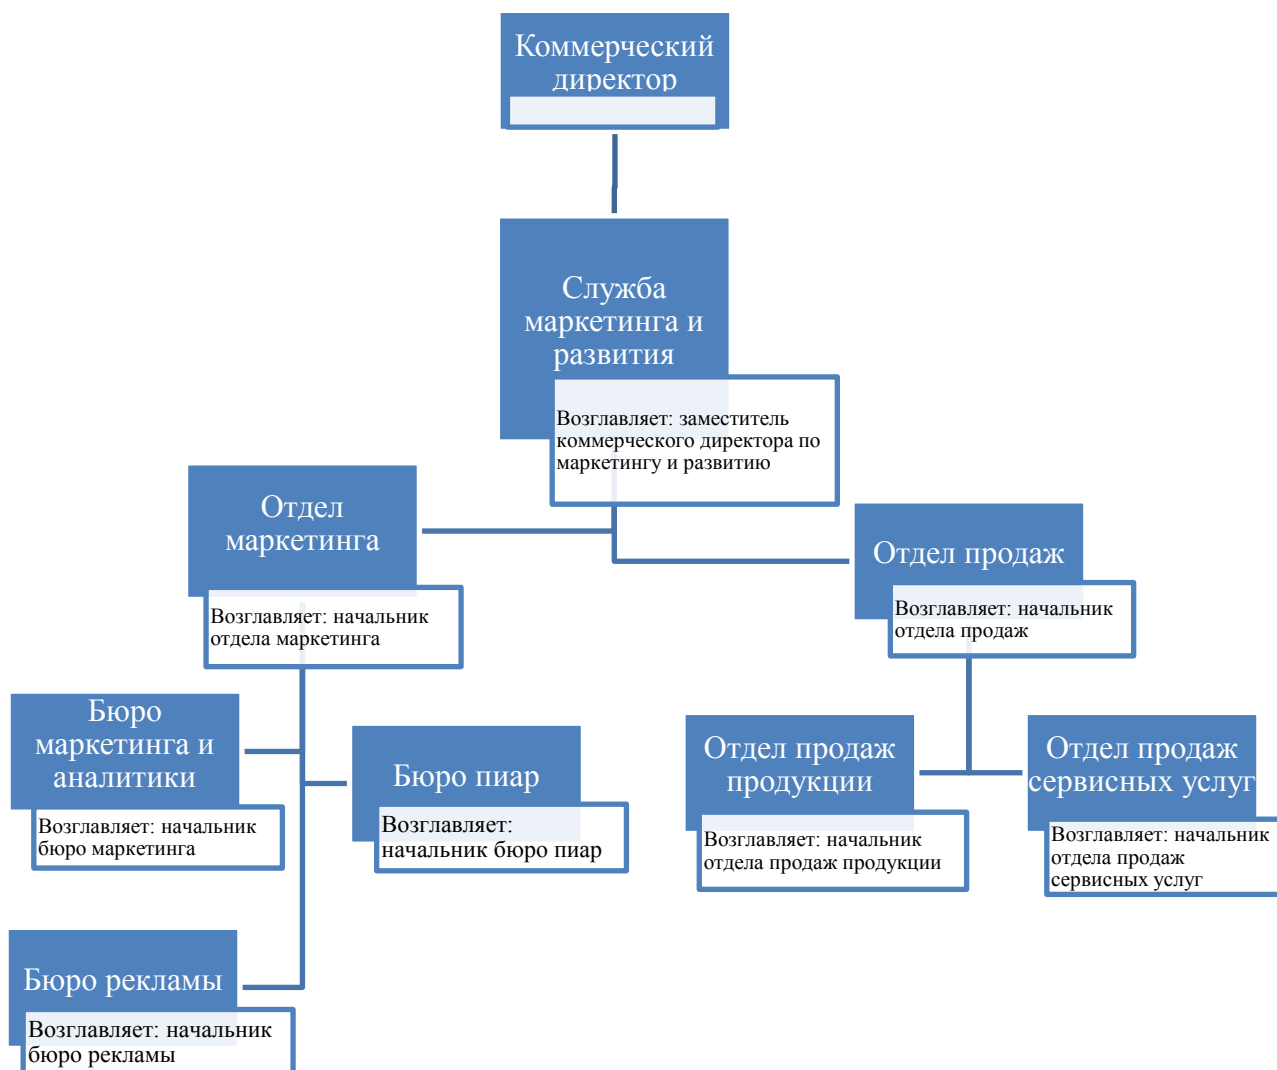 Коммерческий
директор
Служба
маркетинга и
развития
Возглавляет: заместитель
коммерческого директора по
маркетингу и развитию
Отдел
маркетинга
Возглавляет: начальник
отдела маркетинга
Отдел продаж
Возглавляет: начальник
отдела продаж
Бюро
маркетинга и
аналитики
Возглавляет: начальник
бюро маркетинга
Бюро пиар
Возглавляет:
начальник бюро пиар
Отдел продаж
продукции
Возглавляет: начальник
отдела продаж продукции
Отдел продаж
сервисных услуг
Возглавляет: начальник
отдела продаж
сервисных услуг
Бюро рекламы
Возглавляет: начальник
бюро рекламы